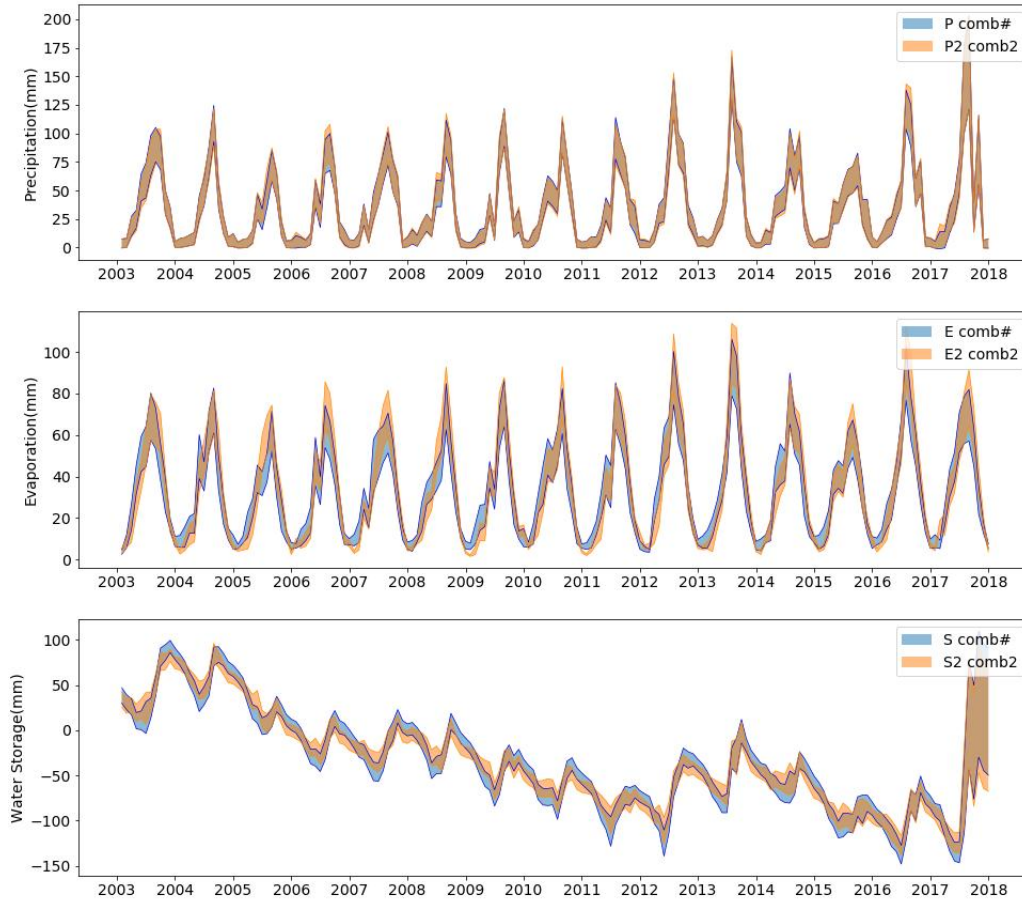 200
175
150
125
100
75
50
25
0
Precipitation(mm)
P comb#
P2 comb2
2003 2004 2005 2006 2007 2008 2009 2010 2011 2012 2013 2014 2015 2016 2017 2018
100
80
60
40
20
0
Evaporation(mm)
E comb#
E2 comb2
2003 2004 2005 2006 2007 2008 2009 2010 2011 2012 2013 2014 2015 2016 2017 2018
100
50
0
−50
−100
−150
Water Storage(mm)
S comb#
S2 comb2
2003 2004 2005 2006 2007 2008 2009 2010 2011 2012 2013 2014 2015 2016 2017 2018